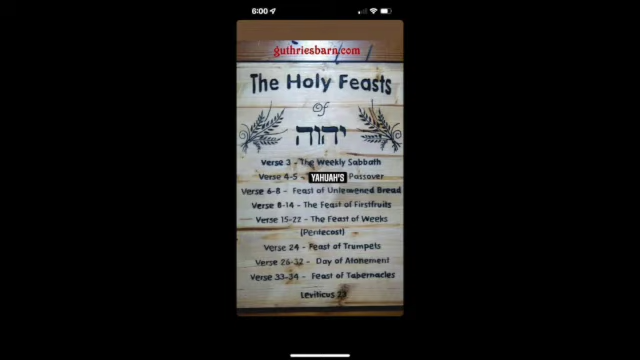 6:00
guthriesbarn.com
The Holy Feasts
Of
יהוה
Verse 3 - The Weekly Sabbath
Verse 4-5 - YAHUAH'S Passover
Verse 6-8 - Feast of Unleavened Bread
Verse 8-14 - The Feast of Firstfruits
Verse 15-22 - The Feast of Weeks
(Pentecost)
Verse 24 - Feast of Trumpets
Verse 26-32 - Day of Atonement
Verse 33-34 - Feast of Tabernacles
Leviticus 23